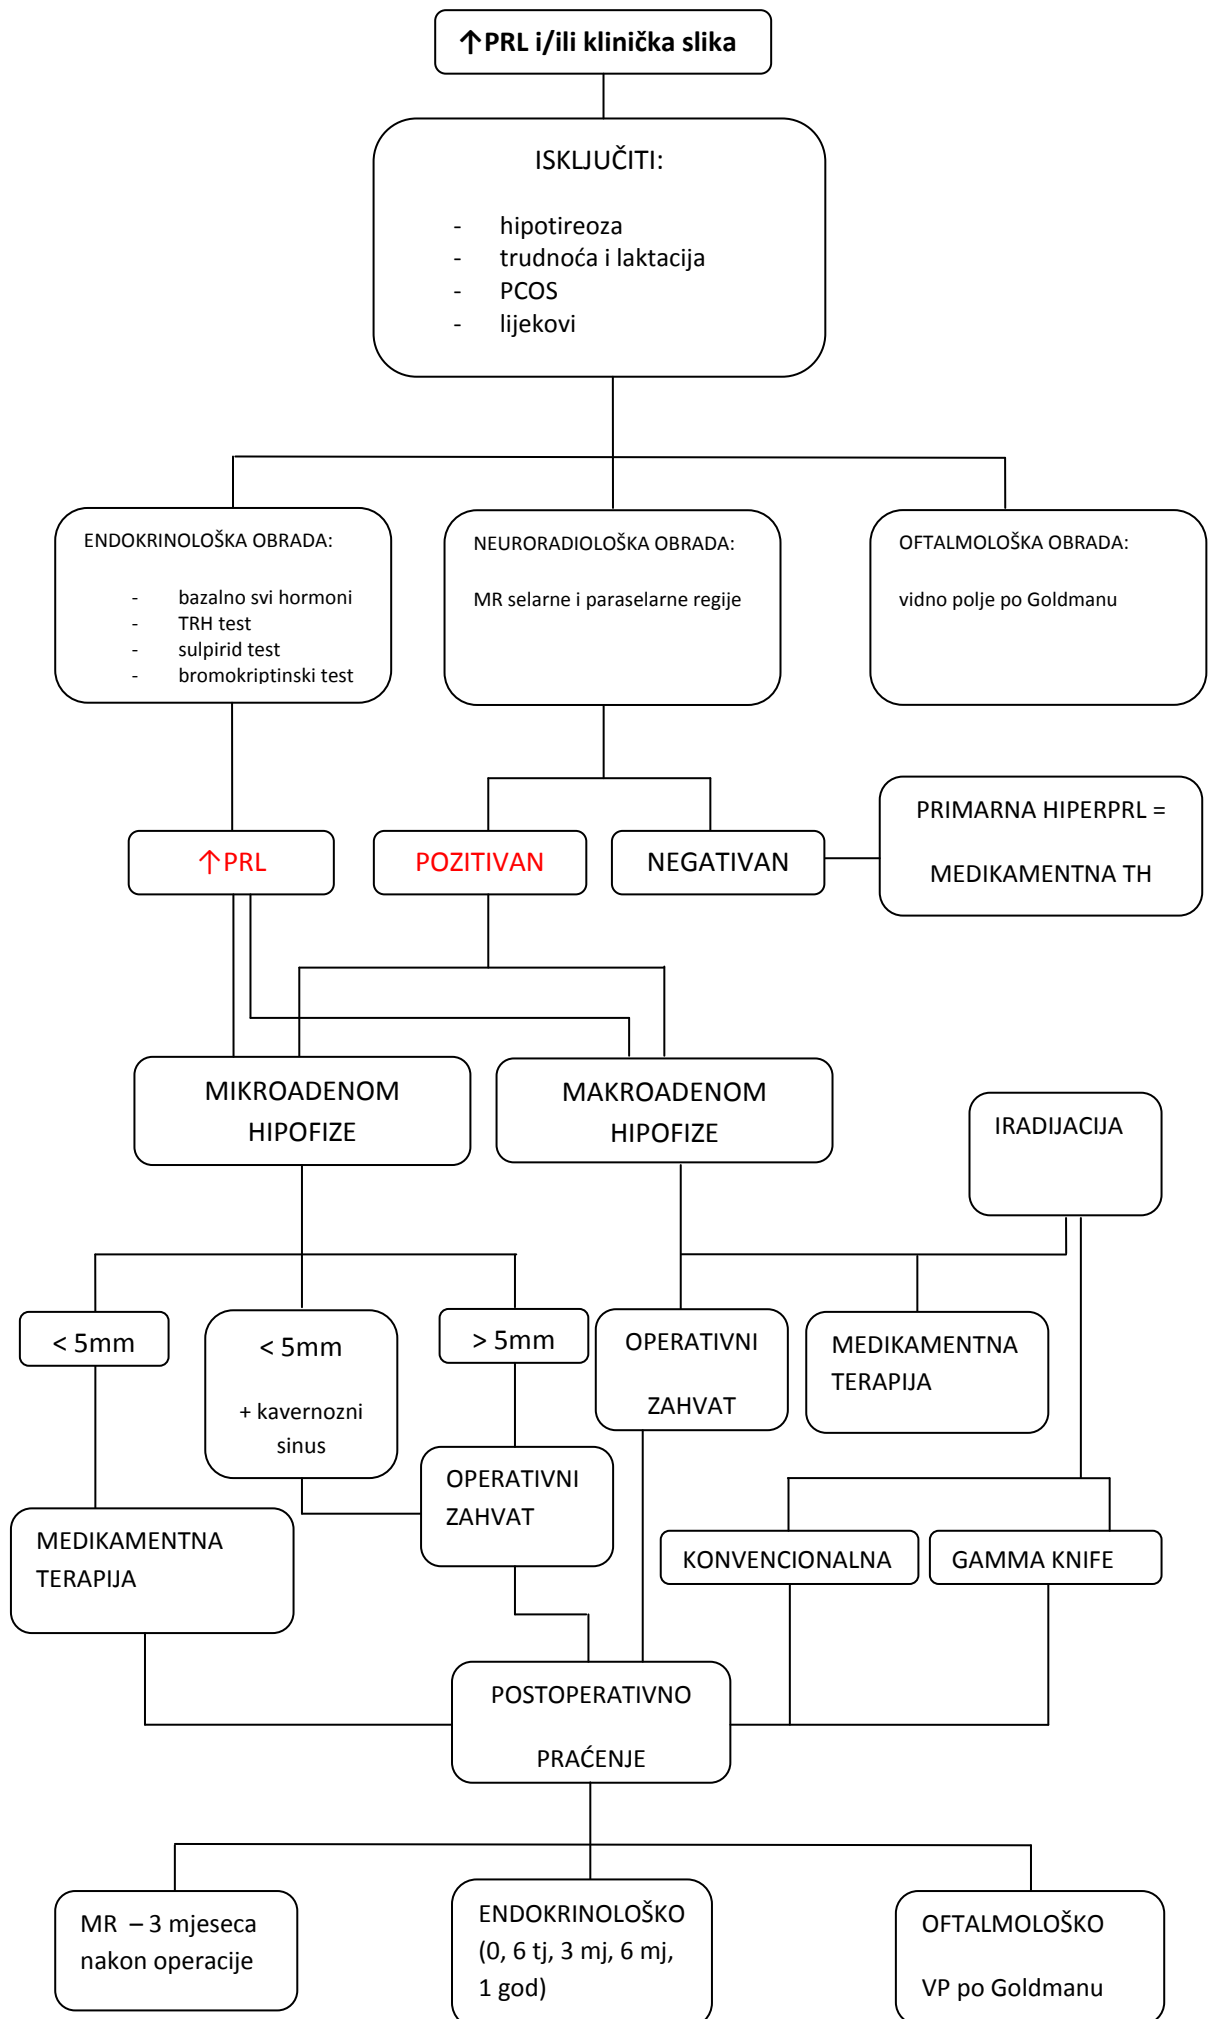 ↑PRL i/ili klinička slika
ISKLJUČITI:
- hipotireoza
- trudnoća i laktacija
- PCOS
- lijekovi
ENDOKRINOLOŠKA OBRADA:
- bazalno svi hormoni
- TRH test
- sulpirid test
- bromokriptinski test
NEURORADIOLOŠKA OBRADA:
MR selarne i paraselarne regije
OFTALMOLOŠKA OBRADA:
vidno polje po Goldmanu
↑PRL
POZITIVAN
NEGATIVAN
PRIMARNA HIPERPRL =
MEDIKAMENTNA TH
MIKROADENOM
HIPOFIZE
MAKROADENOM
HIPOFIZE
IRADIJACIJA
< 5mm
< 5mm
+ kavernozni
sinus
> 5mm
OPERATIVNI
ZAHVAT
MEDIKAMENTNA
TERAPIJA
OPERATIVNI
ZAHVAT
MEDIKAMENTNA
TERAPIJA
KONVENCIONALNA
GAMMA KNIFE
POSTOPERATIVNO
PRAĆENJE
MR – 3 mjeseca
nakon operacije
ENDOKRINOLOŠKO
(0, 6 tj, 3 mj, 6 mj,
1 god)
OFTALMOLOŠKO
VP po Goldmanu